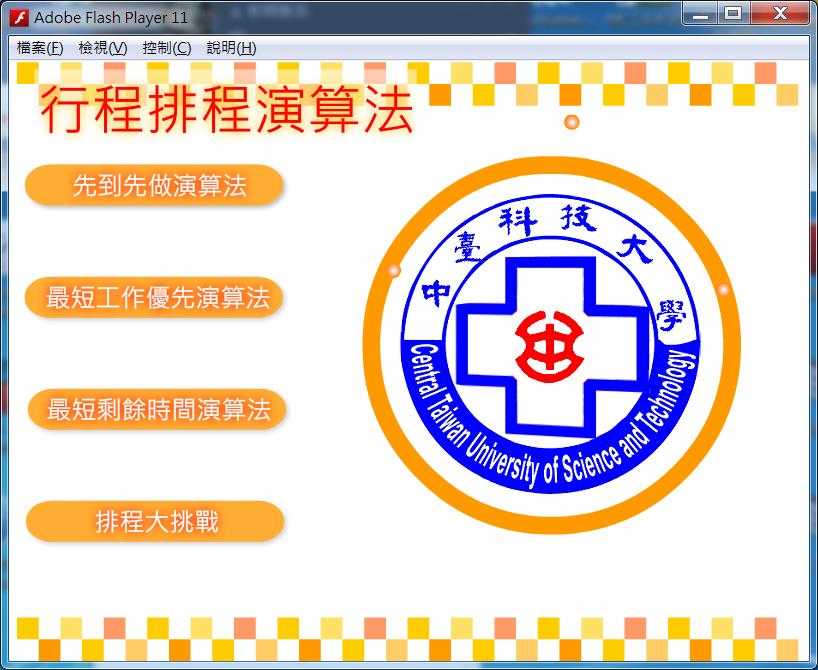 Adobe Flash Player 11
檔案(F) 檢視(V) 控制(C) 說明(H)
行程排程演算法
先到先做演算法
最短工作優先演算法
最短剩餘時間演算法
排程大挑戰
中臺科技大學
Central Taiwan University of Science and Technology